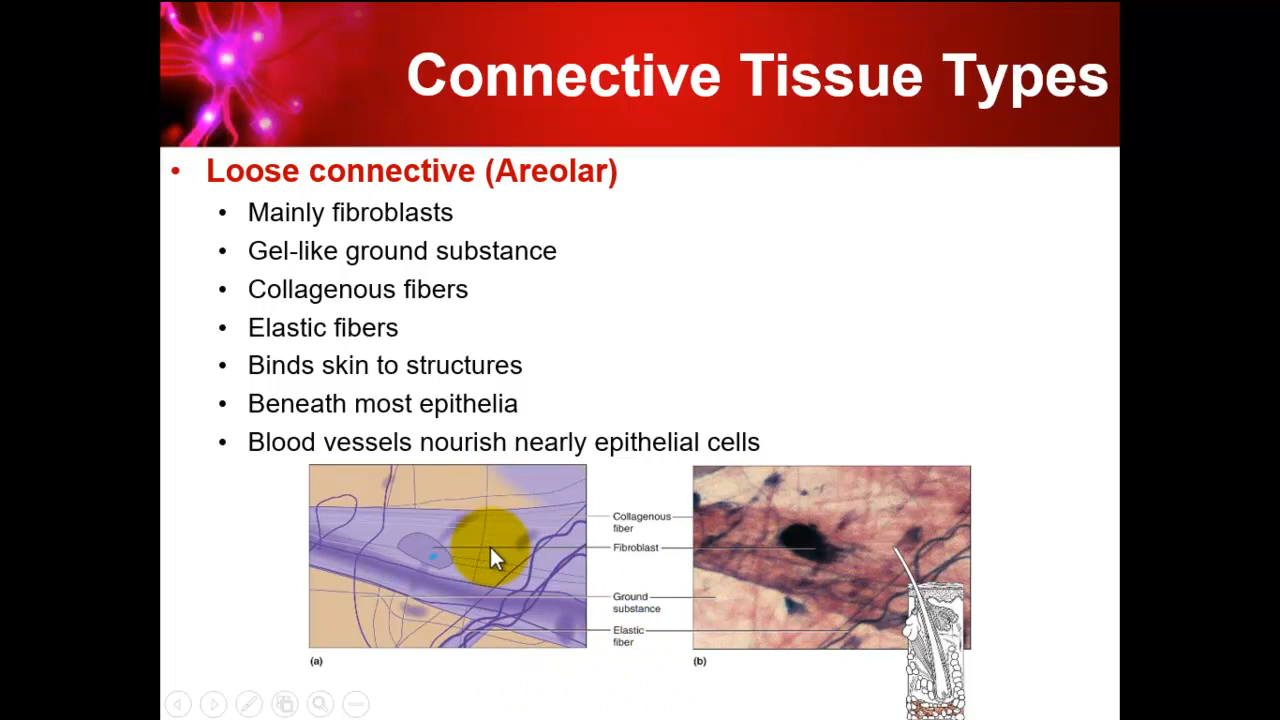 Connective Tissue Types
• Loose connective (Areolar)
• Mainly fibroblasts
• Gel-like ground substance
• Collagenous fibers
• Elastic fibers
• Binds skin to structures
• Beneath most epithelia
• Blood vessels nourish nearly epithelial cells
Collagenous
fiber
Fibroblast
Ground
substance
Elastic
fiber
(a)
(b)